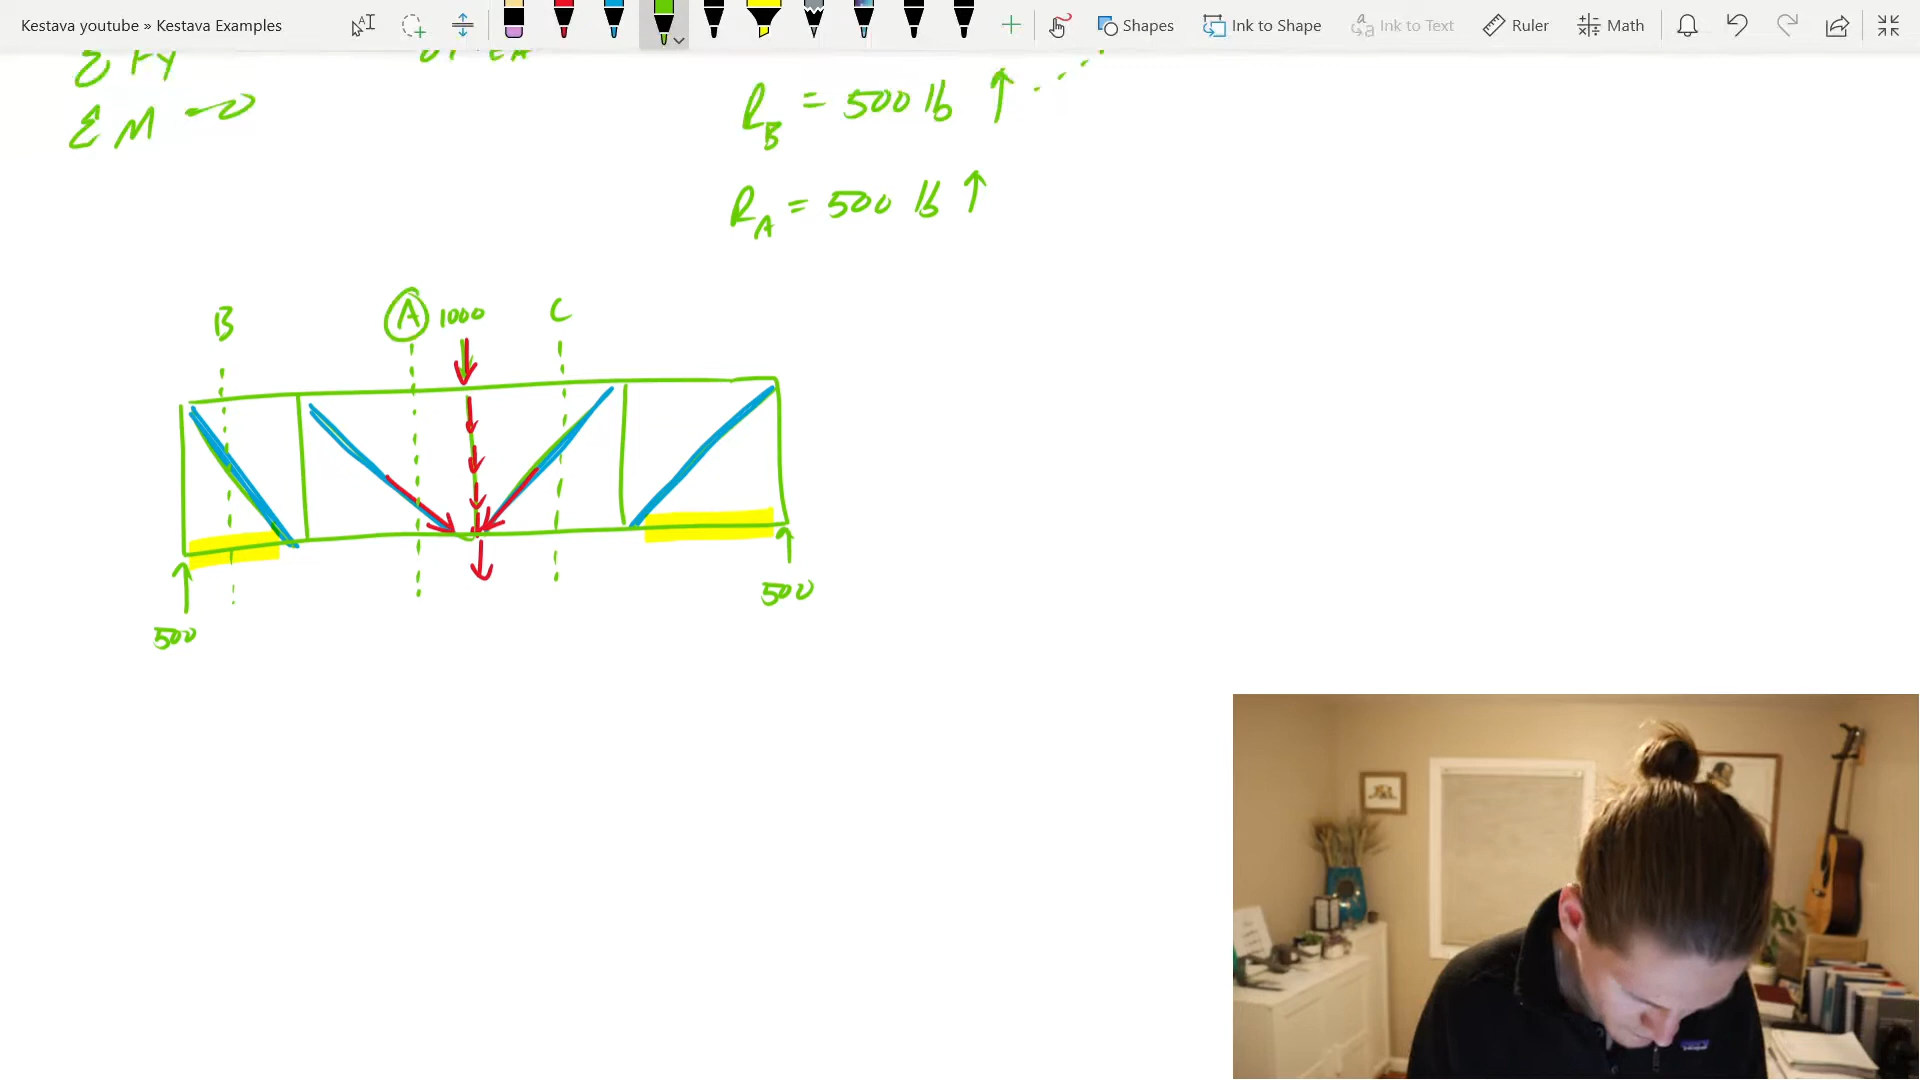 Kestava youtube » Kestava Examples
Shapes
Ink to Shape
Ink to Text
Ruler
Math
Σ Fy
Σ M = 0
R_B = 500 lb ↑
R_A = 500 lb ↑
B
A
1000
C
500
500